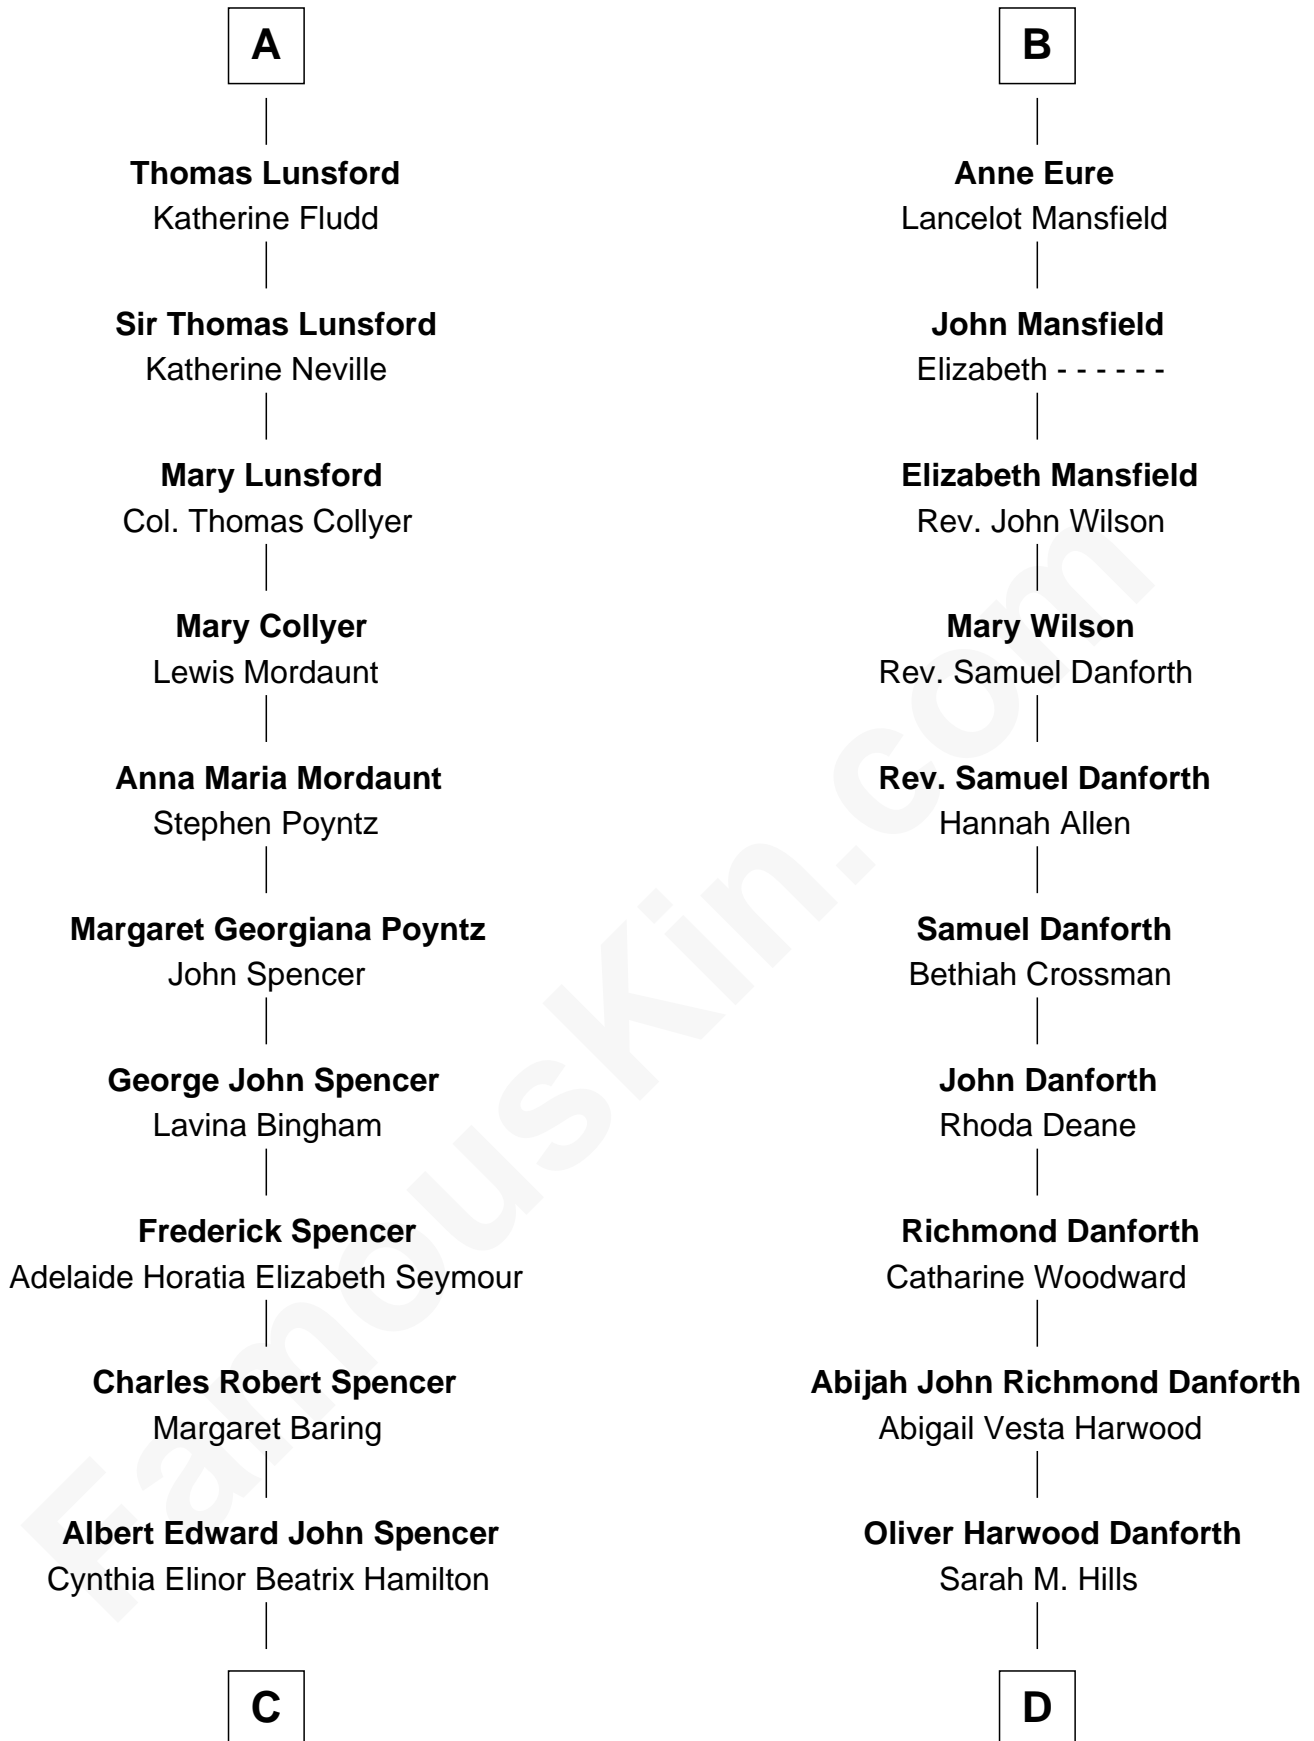 A
Thomas Lunsford
Katherine Fludd
Sir Thomas Lunsford
Katherine Neville
Mary Lunsford
Col. Thomas Collyer
Mary Collyer
Lewis Mordaunt
Anna Maria Mordaunt
Stephen Poyntz
Margaret Georgiana Poyntz
John Spencer
George John Spencer
Lavina Bingham
Frederick Spencer
Adelaide Horatia Elizabeth Seymour
Charles Robert Spencer
Margaret Baring
Albert Edward John Spencer
Cynthia Elinor Beatrix Hamilton
C
B
Anne Eure
Lancelot Mansfield
John Mansfield
Elizabeth - - - - - -
Elizabeth Mansfield
Rev. John Wilson
Mary Wilson
Rev. Samuel Danforth
Rev. Samuel Danforth
Hannah Allen
Samuel Danforth
Bethiah Crossman
John Danforth
Rhoda Deane
Richmond Danforth
Catharine Woodward
Abijah John Richmond Danforth
Abigail Vesta Harwood
Oliver Harwood Danforth
Sarah M. Hills
D
FamousKin.com